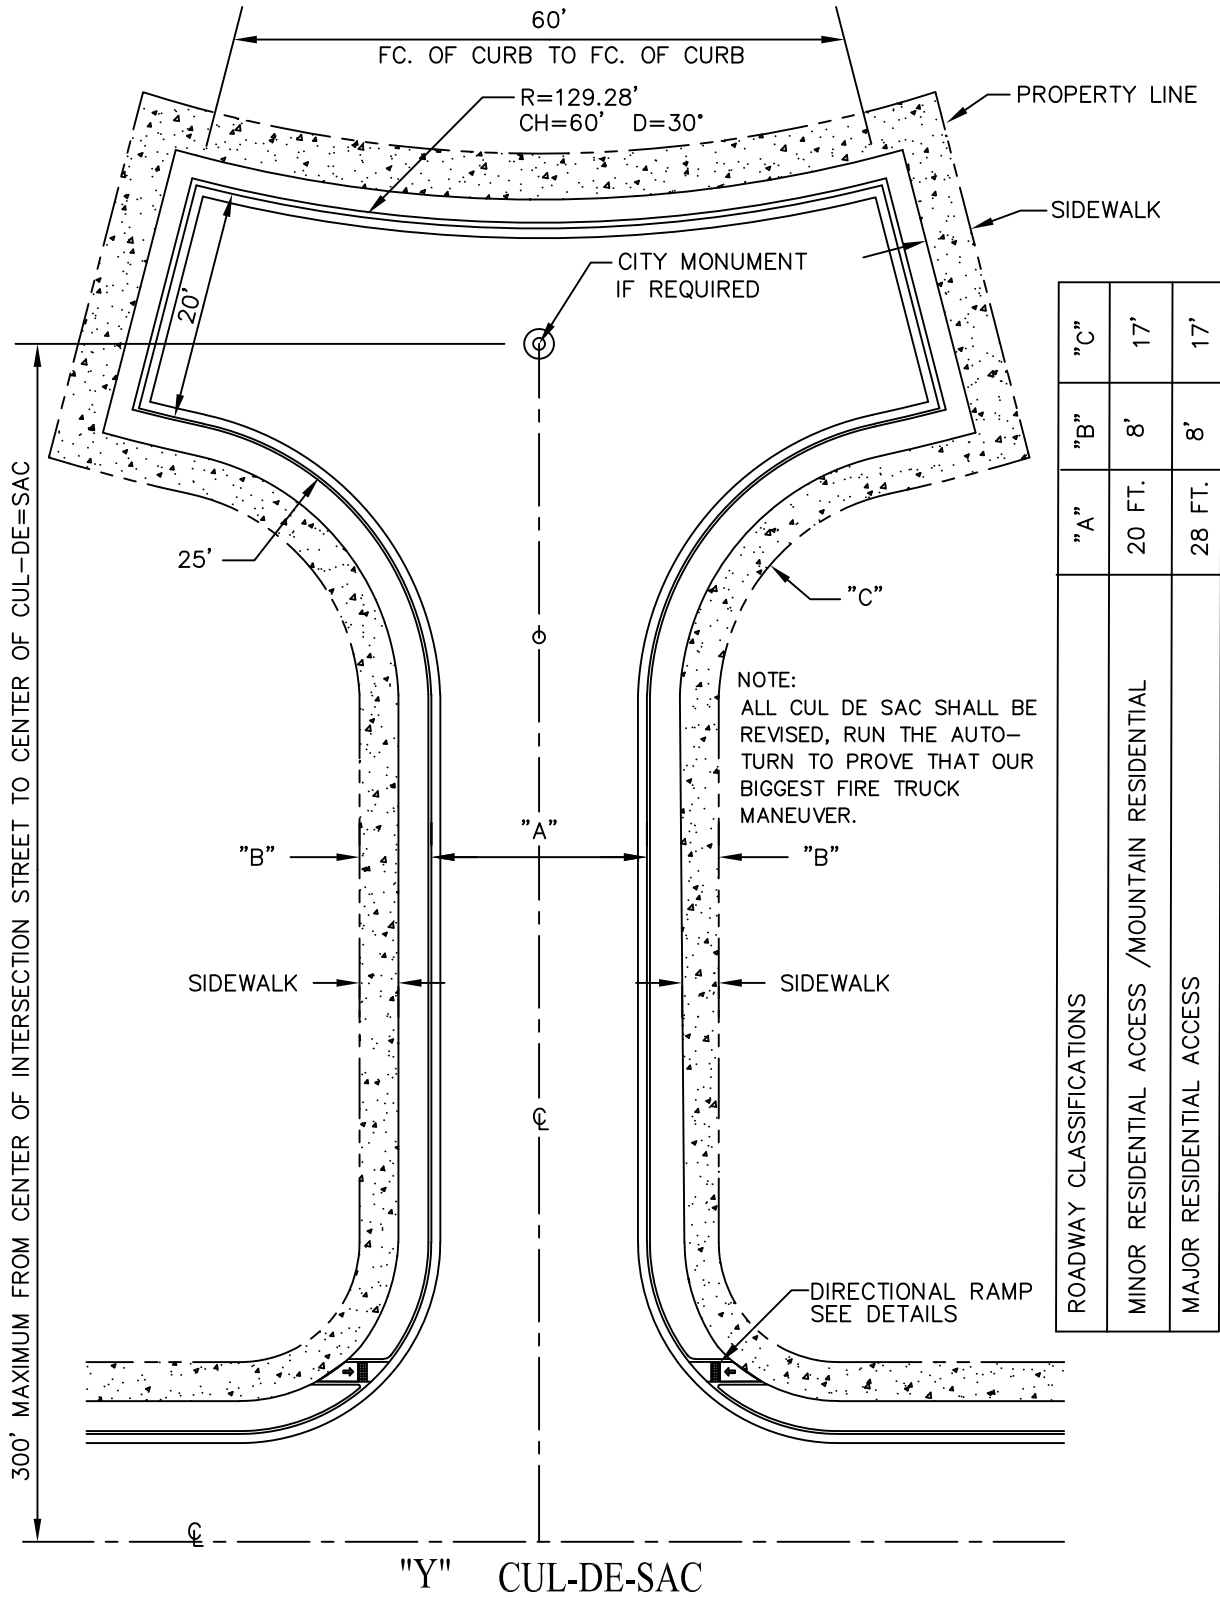 60'
FC. OF CURB TO FC. OF CURB
R=129.28'
CH=60' D=30°
PROPERTY LINE
SIDEWALK
CITY MONUMENT
IF REQUIRED
20'
25'
"C"
NOTE:
ALL CUL DE SAC SHALL BE
REVISED, RUN THE AUTO-
TURN TO PROVE THAT OUR
BIGGEST FIRE TRUCK
MANEUVER.
"A"
"B"
"B"
SIDEWALK
SIDEWALK
℄
DIRECTIONAL RAMP
SEE DETAILS
℄
300' MAXIMUM FROM CENTER OF INTERSECTION STREET TO CENTER OF CUL-DE=SAC
ROADWAY CLASSIFICATIONS "A" "B" "C"
MINOR RESIDENTIAL ACCESS /MOUNTAIN RESIDENTIAL 20 FT. 8' 17'
MAJOR RESIDENTIAL ACCESS 28 FT. 8' 17'
"Y" CUL-DE-SAC